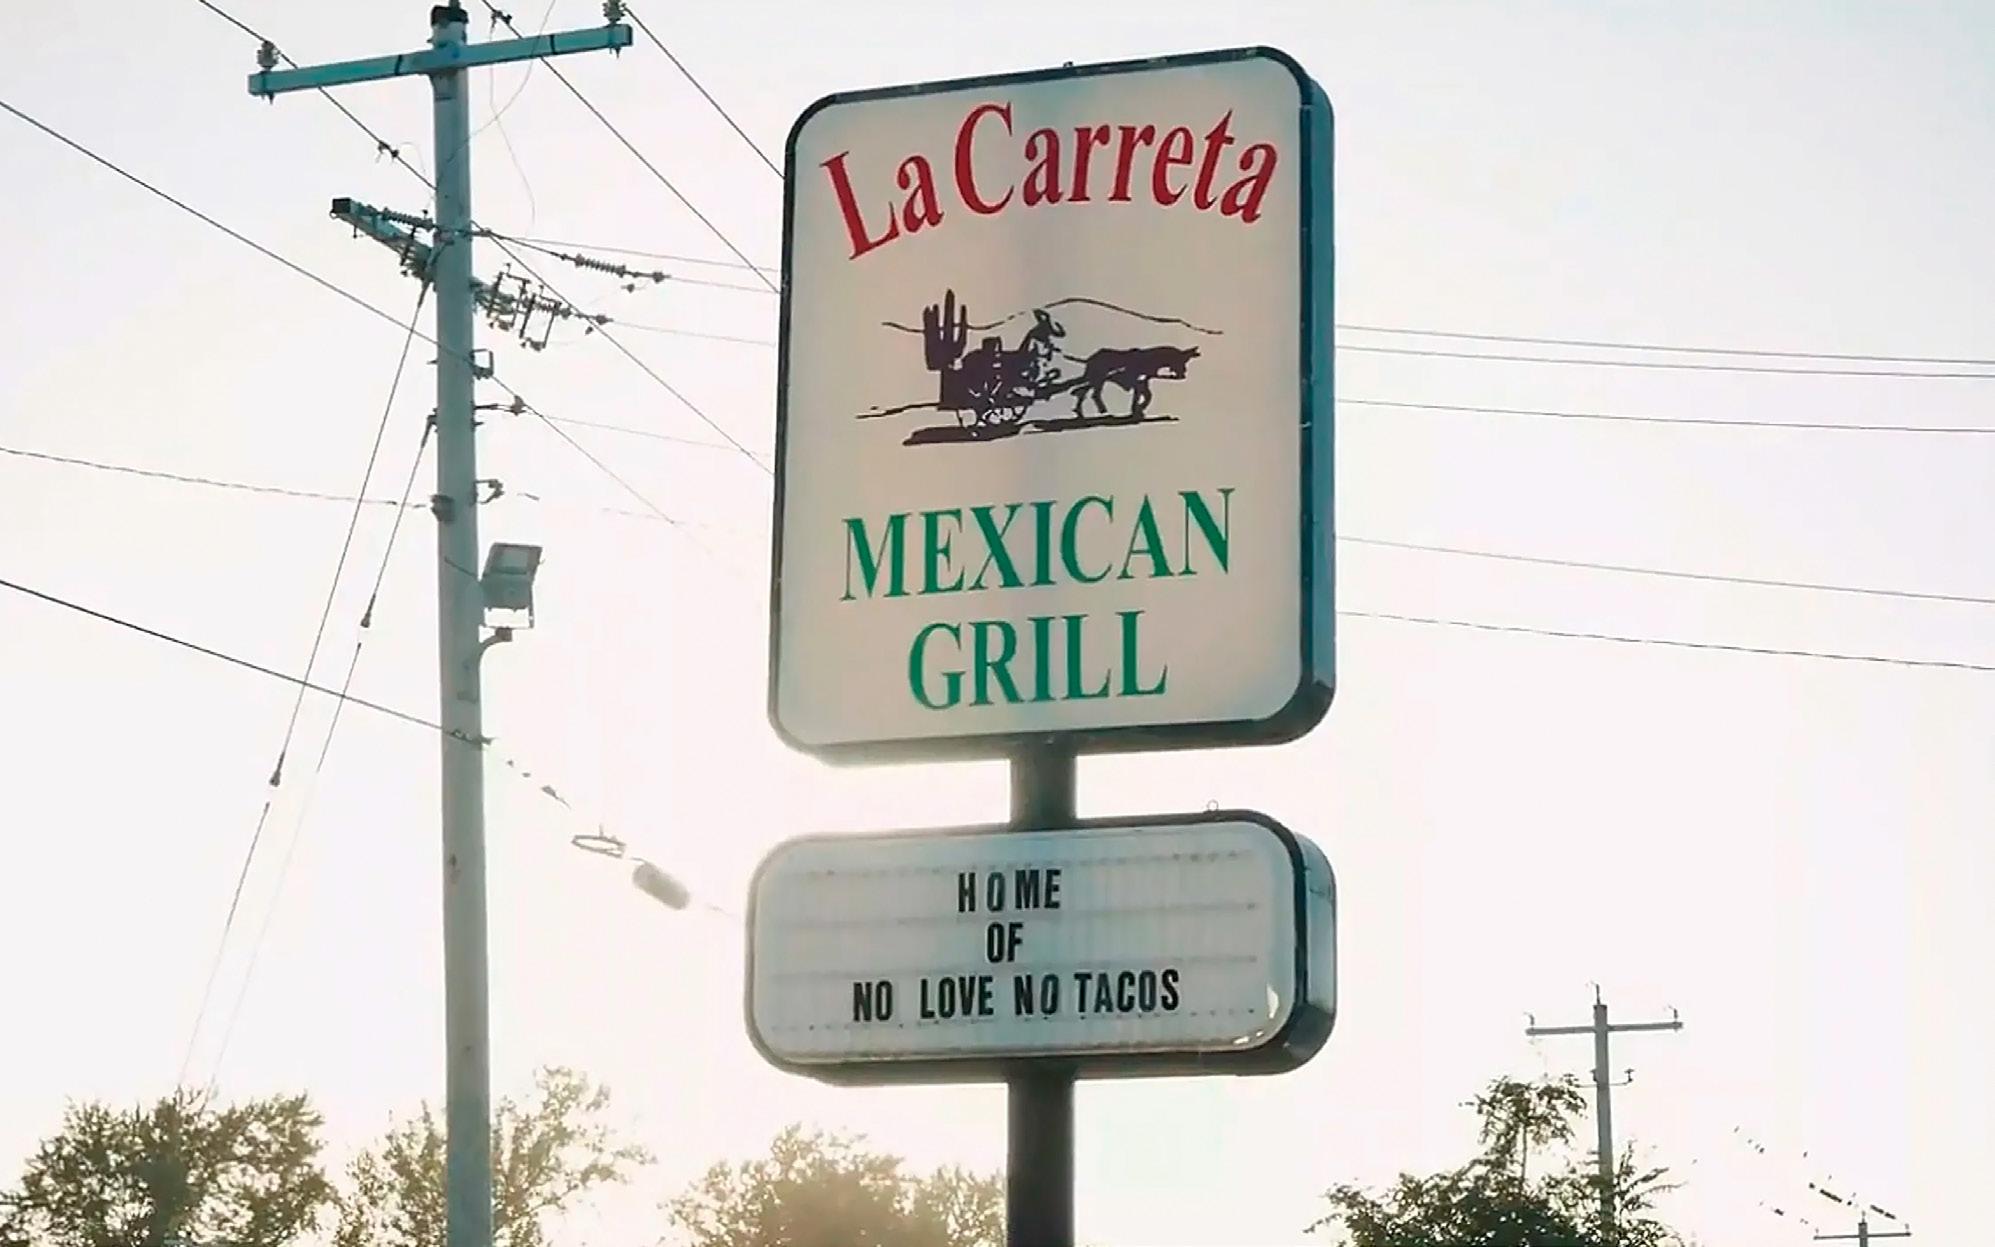 La Carreta
MEXICAN
GRILL
HOME
OF
NO LOVE NO TACOS